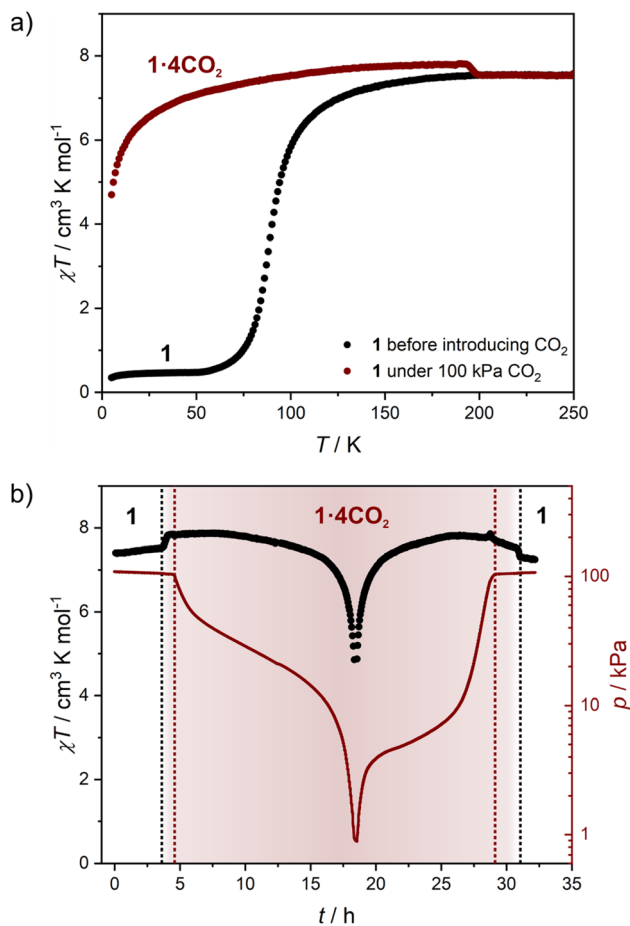 a)
8
6
4
2
0
χT / cm³ K mol⁻¹
1·4CO₂
1
1 before introducing CO₂
1 under 100 kPa CO₂
0 50 100 150 200 250
T / K
b)
1 1·4CO₂ 1
8
6
4
2
0
χT / cm³ K mol⁻¹
100
10
1
p / kPa
0 5 10 15 20 25 30 35
t / h